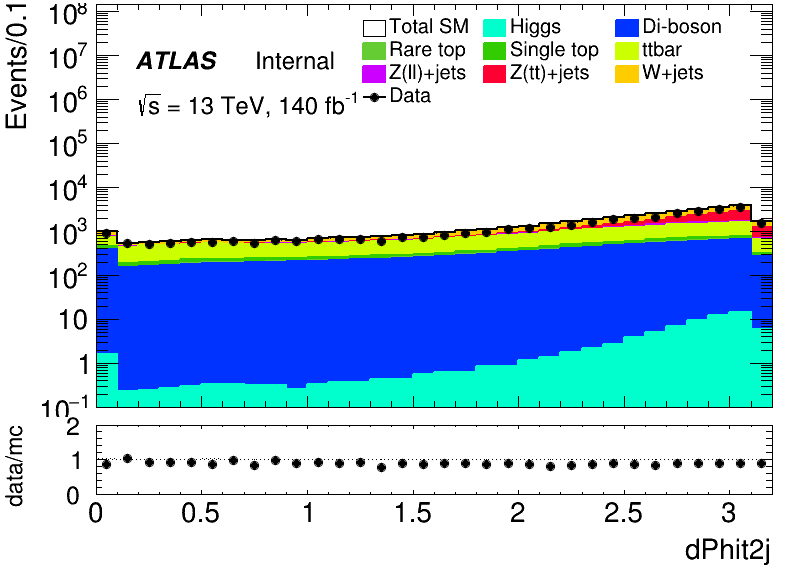 Events/0.1
10⁸
10⁷
10⁶
10⁵
10⁴
10³
10²
10
1
10⁻¹
ATLAS Internal
√s = 13 TeV, 140 fb⁻¹
Total SM Higgs Di-boson
Rare top Single top ttbar
Z(ll)+jets Z(tt)+jets W+jets
Data
data/mc
2
1
0
0 0.5 1 1.5 2 2.5 3
dPhit2j